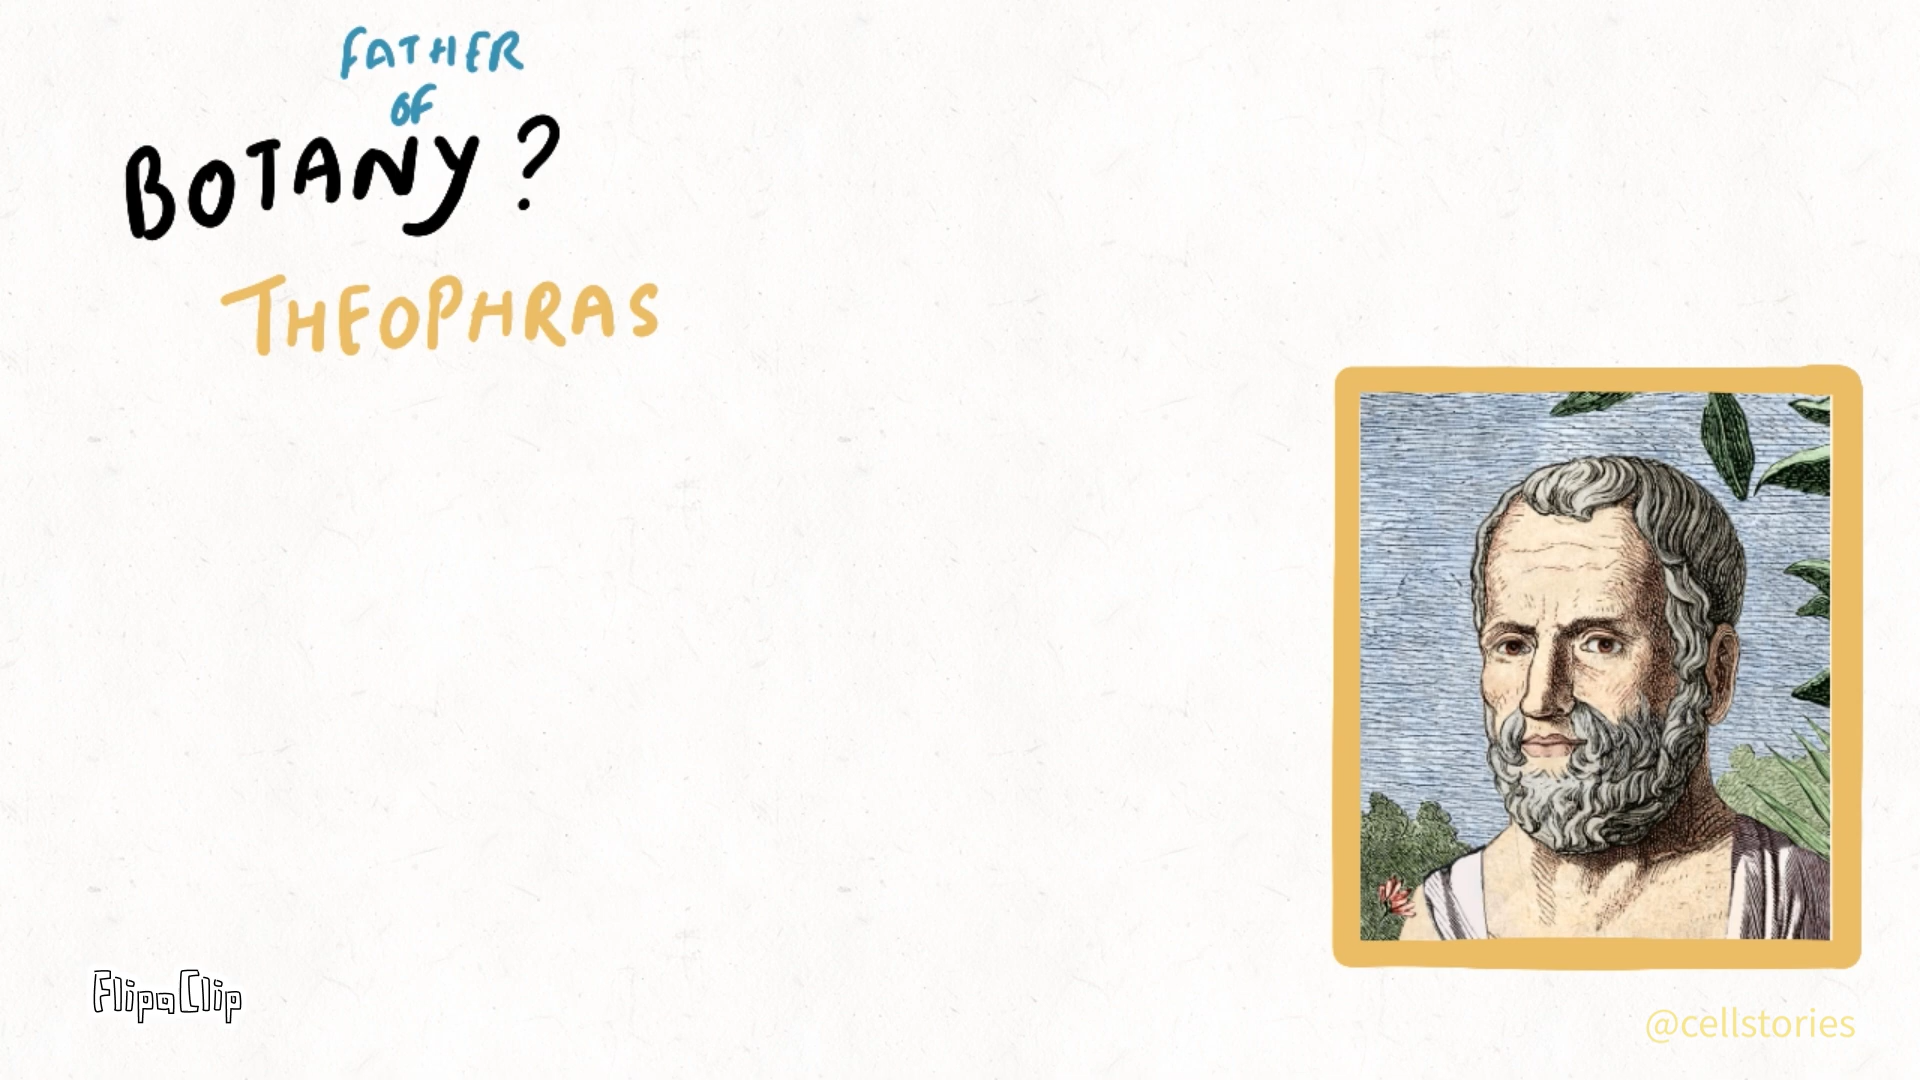 FATHER
OF
BOTANY ?
THEOPHRAS
FlipaClip
@cellstories